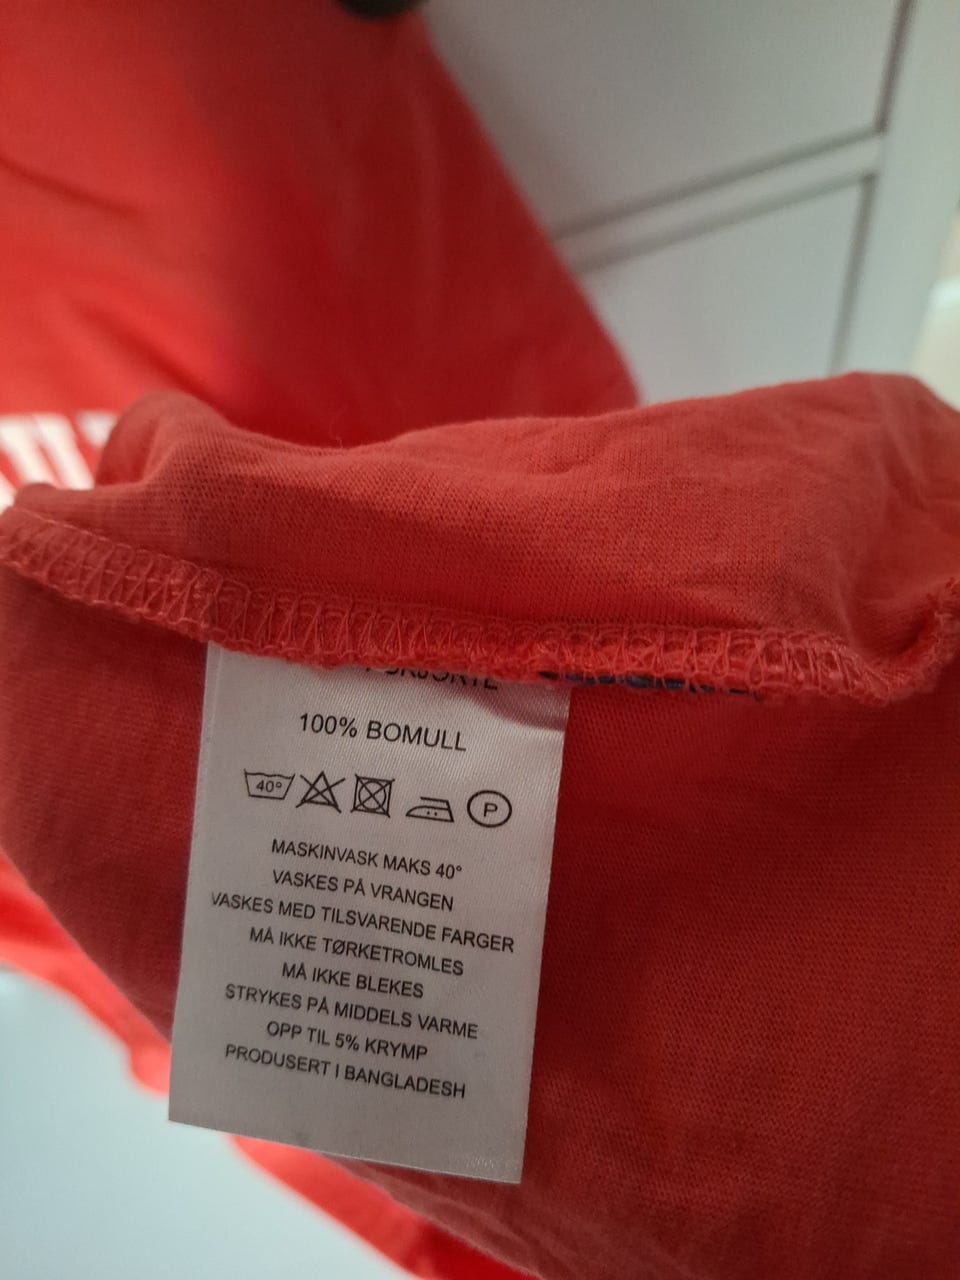 100% BOMULL
40° P
MASKINVASK MAKS 40°
VASKES PÅ VRANGEN
VASKES MED TILSVARENDE FARGER
MÅ IKKE TØRKETROMLES
MÅ IKKE BLEKES
STRYKES PÅ MIDDELS VARME
OPP TIL 5% KRYMP
PRODUSERT I BANGLADESH